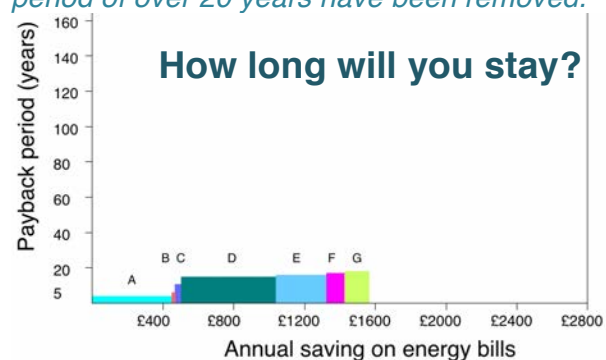 period of over 20 years have been removed.
How long will you stay?
Payback period (years)
160
140
120
100
80
60
40
20
5
A
B C
D
E
F
G
£400
£800
£1200
£1600
£2000
£2400
£2800
Annual saving on energy bills